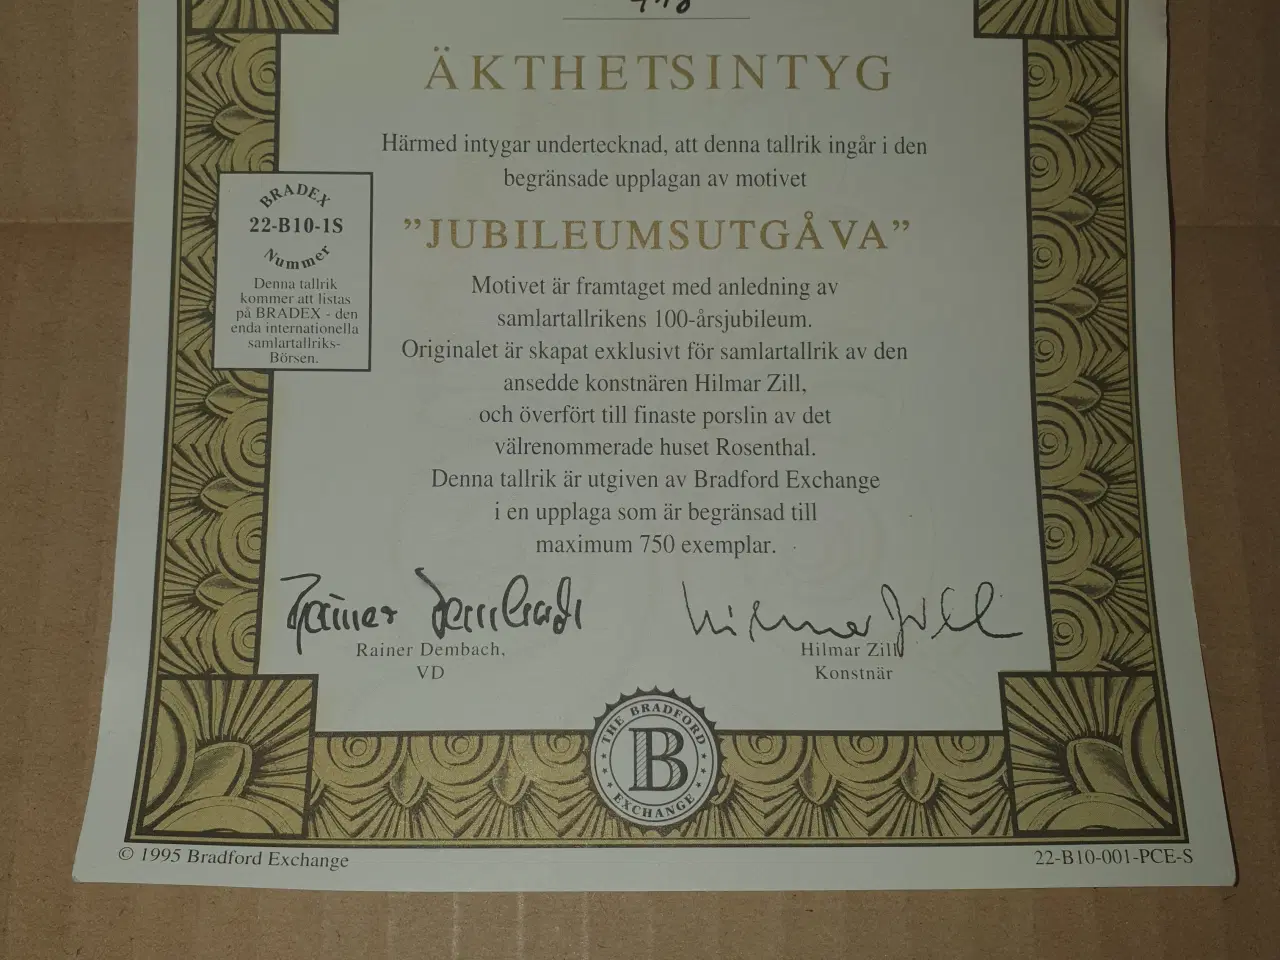 ÄKTHETSINTYG
Härmed intygar undertecknad, att denna tallrik ingår i den
begränsade upplagan av motivet
"JUBILEUMSUTGÅVA"
BRADEX
22-B10-1S
Nummer
Denna tallrik
kommer att listas
på BRADEX - den
enda internationella
samlartallriks-
Börsen.
Motivet är framtaget med anledning av
samlartallrikens 100-årsjubileum.
Originalet är skapat exklusivt för samlartallrik av den
ansedde konstnären Hilmar Zill,
och överfört till finaste porslin av det
välrenommerade huset Rosenthal.
Denna tallrik är utgiven av Bradford Exchange
i en upplaga som är begränsad till
maximum 750 exemplar.
Rainer Dembach
Hilmar Zill
Rainer Dembach,
VD
Hilmar Zill
Konstnär
THE BRADFORD
B
EXCHANGE
© 1995 Bradford Exchange
22-B10-001-PCE-S